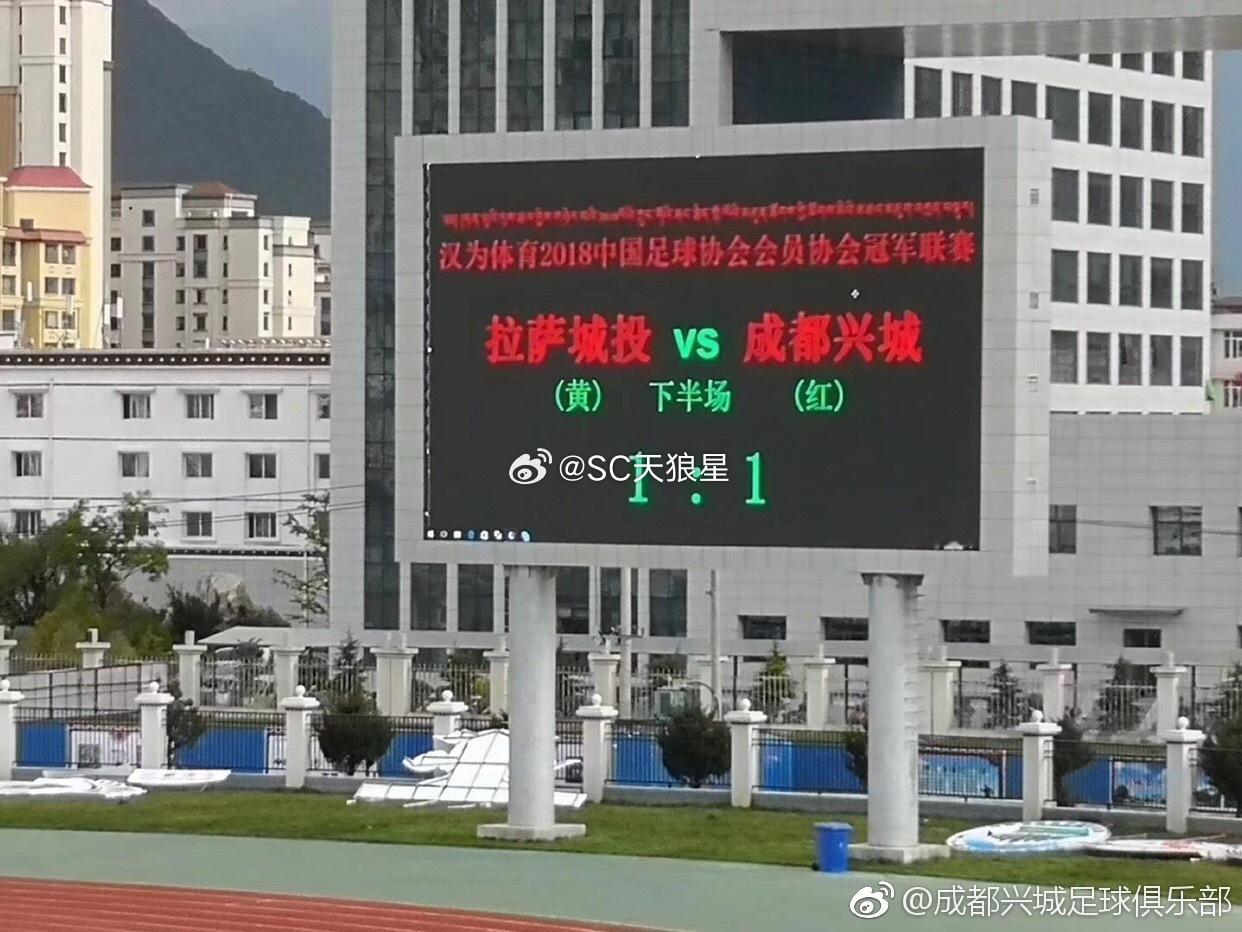 汉为体育2018中国足球协会会员协会冠军联赛
拉萨城投 VS 成都兴城
(黄) 下半场 (红)
1 : 1
@SC天狼星
@成都兴城足球俱乐部